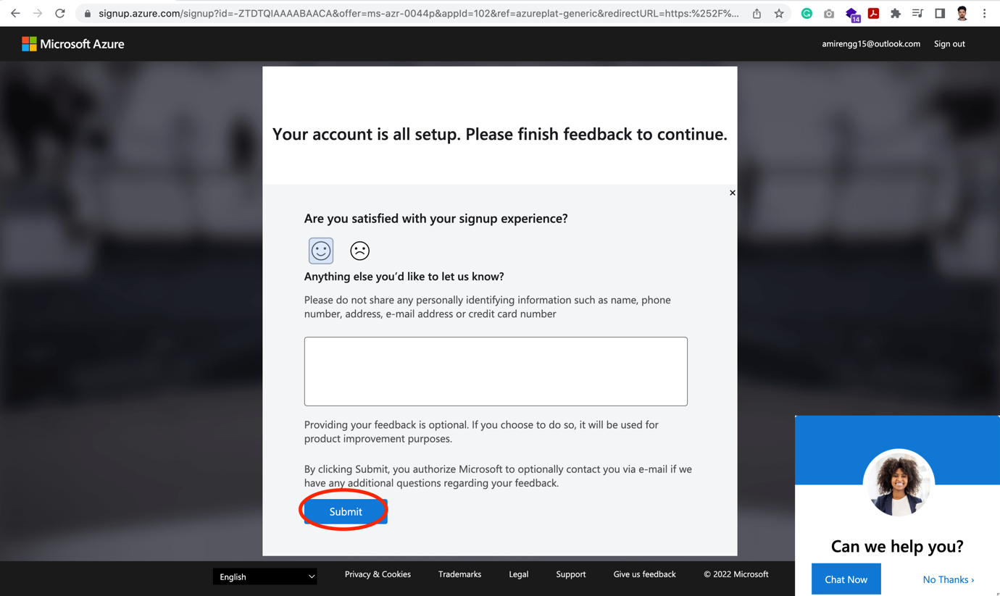 signup.azure.com/signup?id=-ZTDTQIAAAABAACA&offer=ms-azr-0044p&appId=102&ref=azureplat-generic&redirectURL=https:%252F%...
14
Microsoft Azure
amirengg15@outlook.com
Sign out
Your account is all setup. Please finish feedback to continue.
Are you satisfied with your signup experience?
Anything else you'd like to let us know?
Please do not share any personally identifying information such as name, phone
number, address, e-mail address or credit card number
Providing your feedback is optional. If you choose to do so, it will be used for
product improvement purposes.
By clicking Submit, you authorize Microsoft to optionally contact you via e-mail if we
have any additional questions regarding your feedback.
Submit
Can we help you?
Chat Now
No Thanks ›
English
Privacy & Cookies
Trademarks
Legal
Support
Give us feedback
© 2022 Microsoft